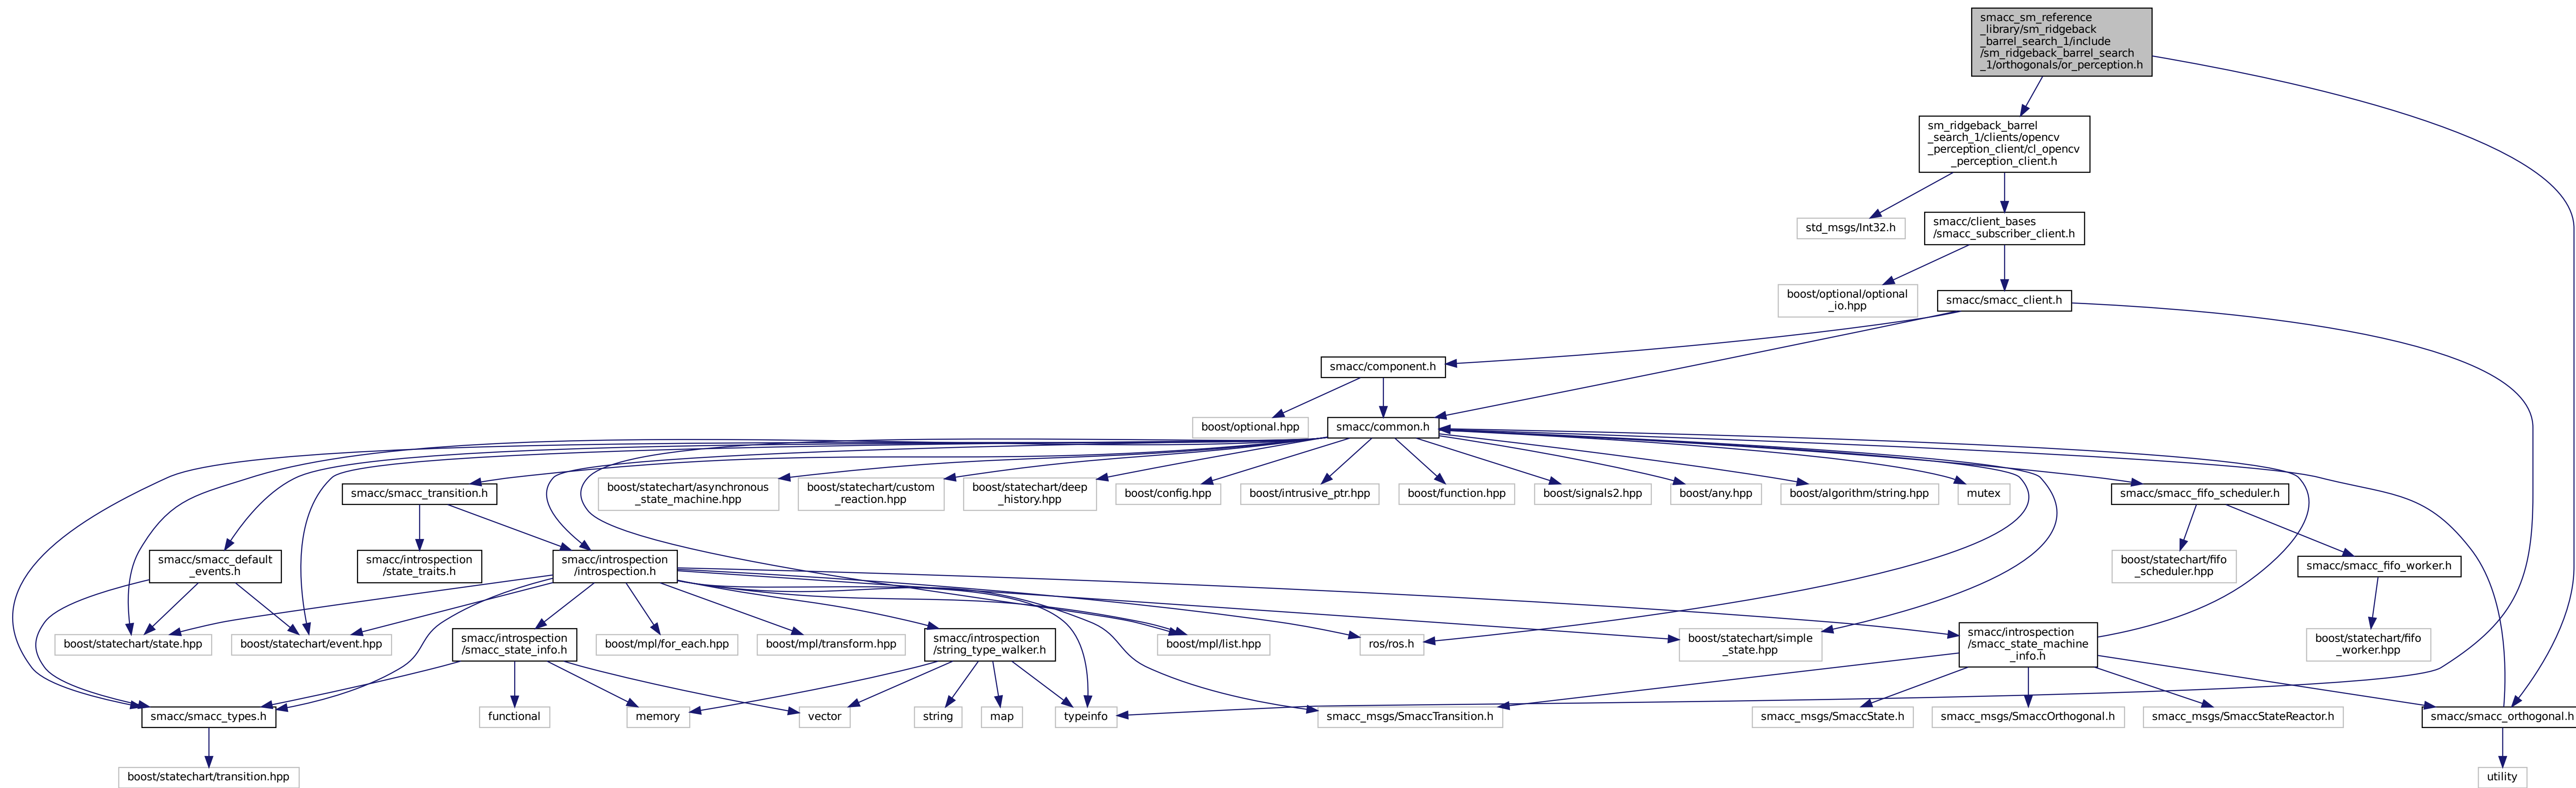 smacc_sm_reference
_library/sm_ridgeback
_barrel_search_1/include
/sm_ridgeback_barrel_search
_1/orthogonals/or_perception.h
sm_ridgeback_barrel
_search_1/clients/opencv
_perception_client/cl_opencv
_perception_client.h
std_msgs/Int32.h
smacc/client_bases
/smacc_subscriber_client.h
boost/optional/optional
_io.hpp
smacc/smacc_client.h
smacc/component.h
boost/optional.hpp
smacc/common.h
smacc/smacc_transition.h
boost/statechart/asynchronous
_state_machine.hpp
boost/statechart/custom
_reaction.hpp
boost/statechart/deep
_history.hpp
boost/config.hpp
boost/intrusive_ptr.hpp
boost/function.hpp
boost/signals2.hpp
boost/any.hpp
boost/algorithm/string.hpp
mutex
smacc/smacc_fifo_scheduler.h
smacc/smacc_default
_events.h
smacc/introspection
/state_traits.h
smacc/introspection
/introspection.h
boost/statechart/fifo
_scheduler.hpp
smacc/smacc_fifo_worker.h
boost/statechart/state.hpp
boost/statechart/event.hpp
smacc/introspection
/smacc_state_info.h
boost/mpl/for_each.hpp
boost/mpl/transform.hpp
smacc/introspection
/string_type_walker.h
boost/mpl/list.hpp
ros/ros.h
boost/statechart/simple
_state.hpp
smacc/introspection
/smacc_state_machine
_info.h
boost/statechart/fifo
_worker.hpp
smacc/smacc_types.h
functional
memory
vector
string
map
typeinfo
smacc_msgs/SmaccTransition.h
smacc_msgs/SmaccState.h
smacc_msgs/SmaccOrthogonal.h
smacc_msgs/SmaccStateReactor.h
smacc/smacc_orthogonal.h
boost/statechart/transition.hpp
utility